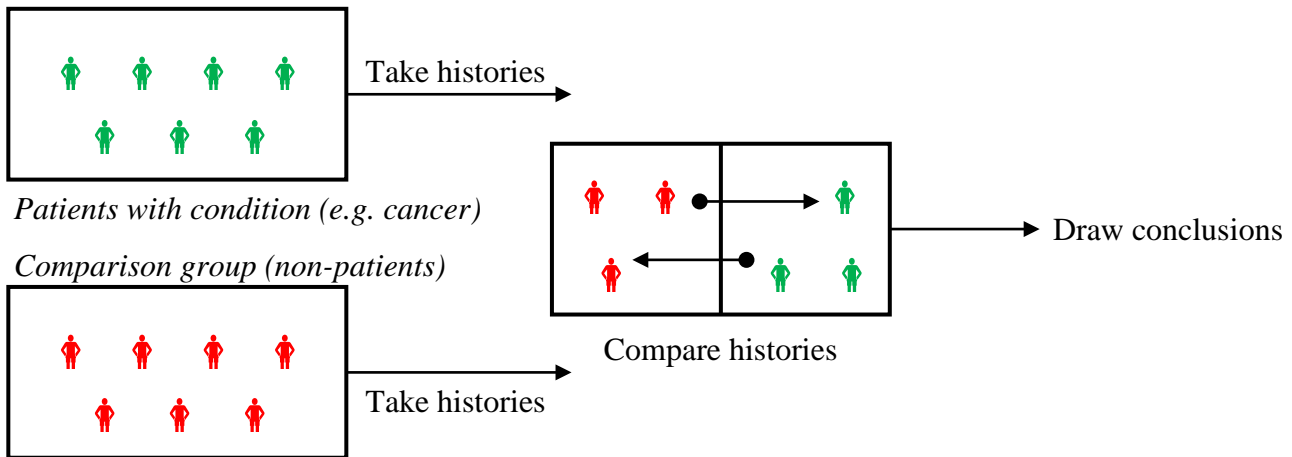 Take histories
Patients with condition (e.g. cancer)
Comparison group (non-patients)
Take histories
Compare histories
Draw conclusions